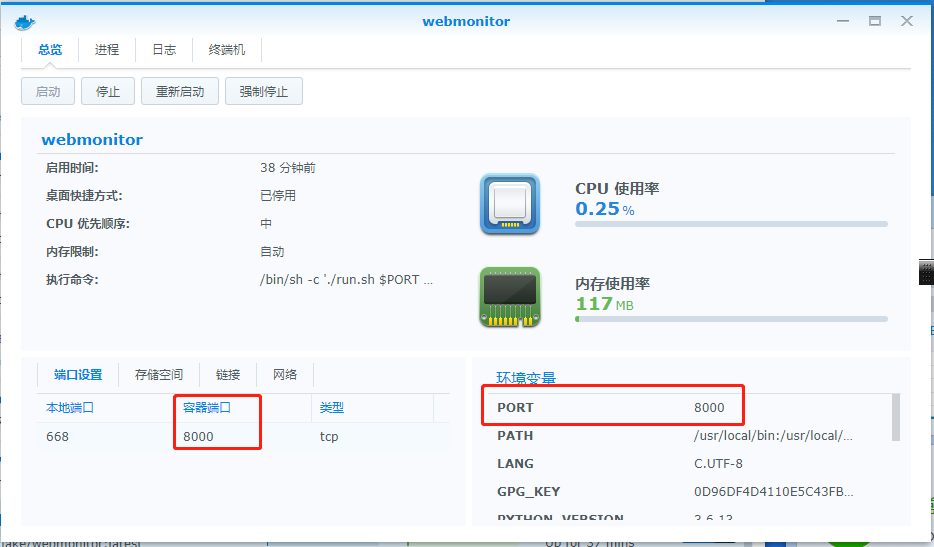 webmonitor
总览 进程 日志 终端机
启动 停止 重新启动 强制停止
webmonitor
启用时间: 38 分钟前
桌面快捷方式: 已停用
CPU 优先顺序: 中
内存限制: 自动
执行命令: /bin/sh -c './run.sh $PORT ...
CPU 使用率
0.25 %
内存使用率
117 MB
端口设置 存储空间 链接 网络
本地端口 容器端口 类型
668 8000 tcp
环境变量
PORT 8000
PATH /usr/local/bin:/usr/local/...
LANG C.UTF-8
GPG_KEY 0D96DF4D4110E5C43FB...
PYTHON_VERSION 3.6.13
lake/webmonitor:latest Up for 37 mins